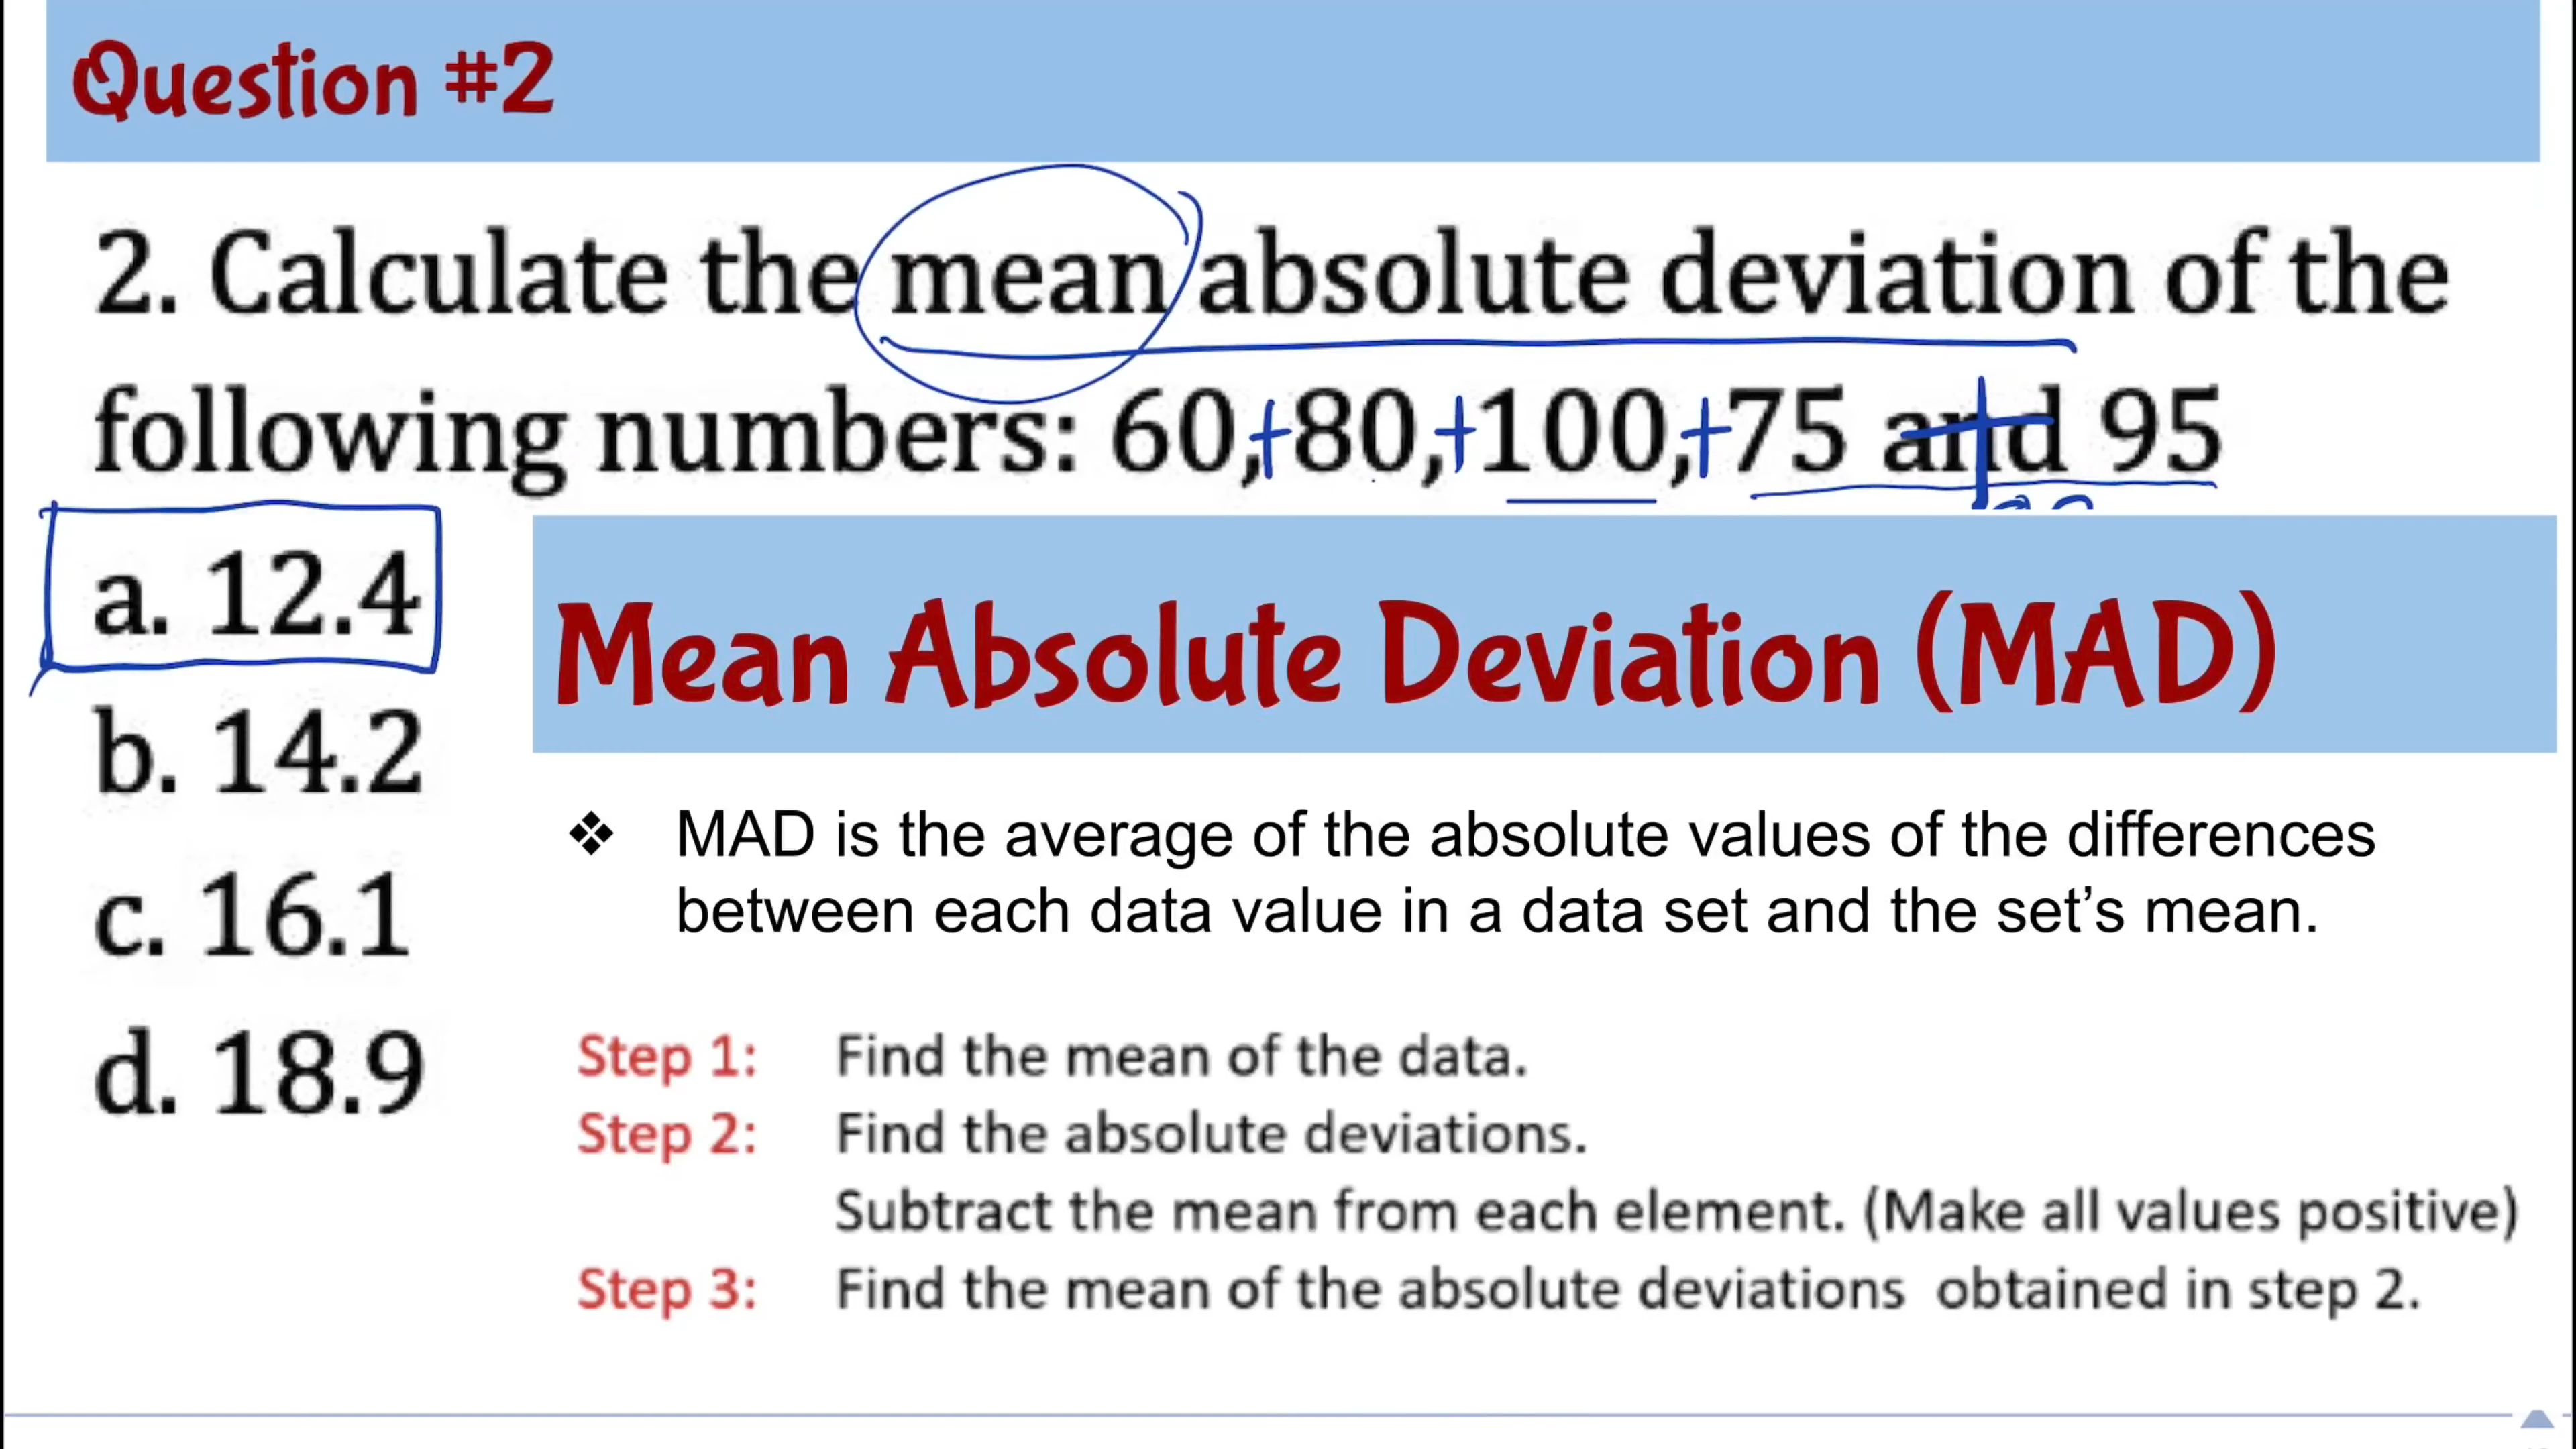 Question #2
2. Calculate the mean absolute deviation of the
following numbers: 60,+80,+100,+75 and 95
a. 12.4
b. 14.2
c. 16.1
d. 18.9
Mean Absolute Deviation (MAD)
❖ MAD is the average of the absolute values of the differences
between each data value in a data set and the set’s mean.
Step 1: Find the mean of the data.
Step 2: Find the absolute deviations.
Subtract the mean from each element. (Make all values positive)
Step 3: Find the mean of the absolute deviations obtained in step 2.